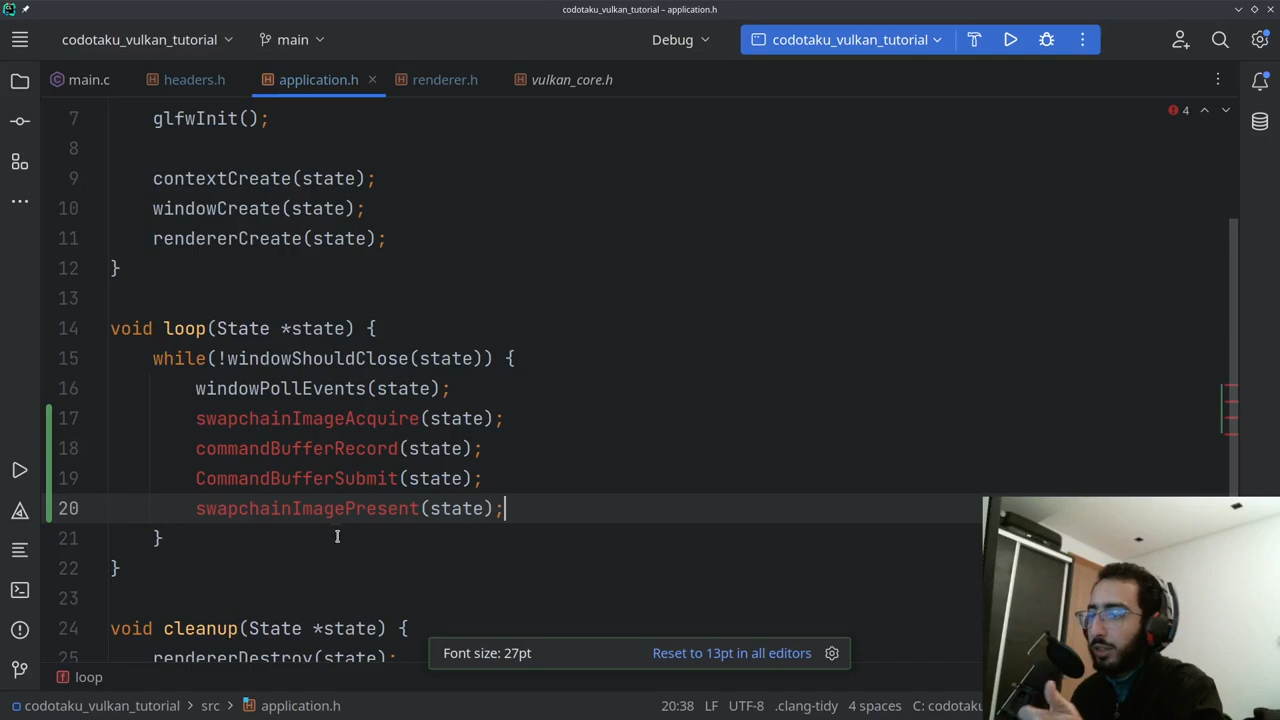 codotaku_vulkan_tutorial – application.h
codotaku_vulkan_tutorial
main
Debug
codotaku_vulkan_tutorial
main.c
headers.h
application.h
renderer.h
vulkan_core.h
4
7 glfwInit();
8
9 contextCreate(state);
10 windowCreate(state);
11 rendererCreate(state);
12 }
13
14 void loop(State *state) {
15 while(!windowShouldClose(state)) {
16 windowPollEvents(state);
17 swapchainImageAcquire(state);
18 commandBufferRecord(state);
19 CommandBufferSubmit(state);
20 swapchainImagePresent(state);
21 }
22 }
23
24 void cleanup(State *state) {
25 rendererDestroy(state);
Font size: 27pt
Reset to 13pt in all editors
f loop
codotaku_vulkan_tutorial
src
application.h
20:38
LF
UTF-8
.clang-tidy
4 spaces
C: codotaku